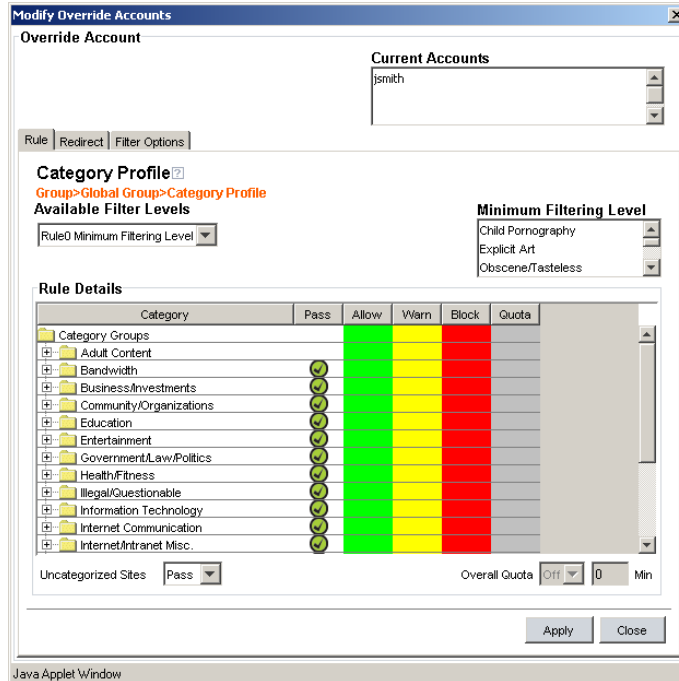 Modify Override Accounts
Override Account
Current Accounts
jsmith
Rule Redirect Filter Options
Category Profile ?
Group>Global Group>Category Profile
Available Filter Levels
Minimum Filtering Level
Rule0 Minimum Filtering Level
Child Pornography
Explicit Art
Obscene/Tasteless
Rule Details
Category Pass Allow Warn Block Quota
Category Groups
Adult Content
Bandwidth
Business/Investments
Community/Organizations
Education
Entertainment
Government/Law/Politics
Health/Fitness
Illegal/Questionable
Information Technology
Internet Communication
Internet/Intranet Misc.
Uncategorized Sites Pass Overall Quota Off 0 Min
Apply Close
Java Applet Window